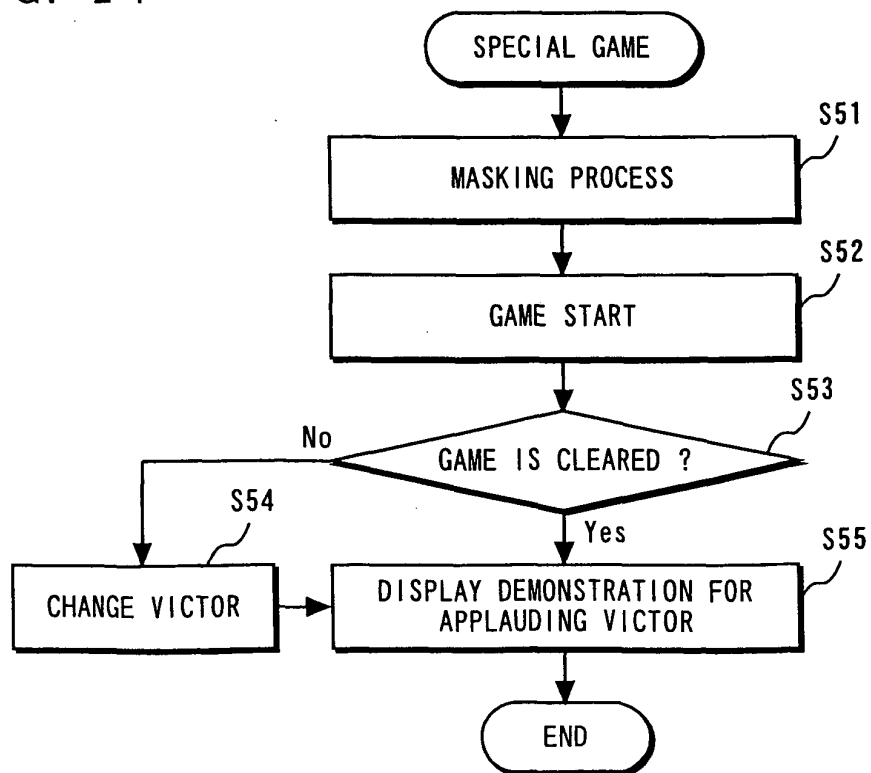 SPECIAL GAME
S51
MASKING PROCESS
S52
GAME START
S53
GAME IS CLEARED ?
No
Yes
S54
CHANGE VICTOR
S55
DISPLAY DEMONSTRATION FOR
APPLAUDING VICTOR
END